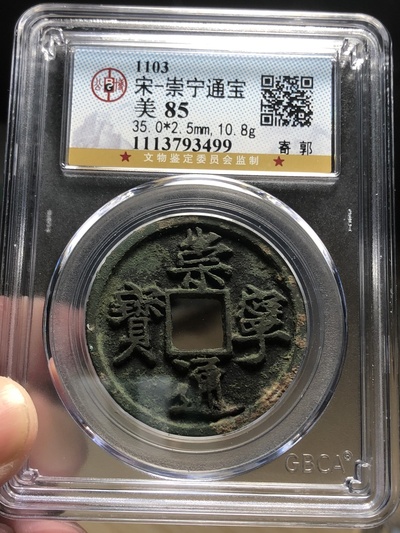 1103
宋-崇宁通宝
美 85
35.0*2.5mm,10.8g
1113793499 寄 郭
★ 文物鉴定委员会监制 ★
崇
寶 寧
通
GBCA®